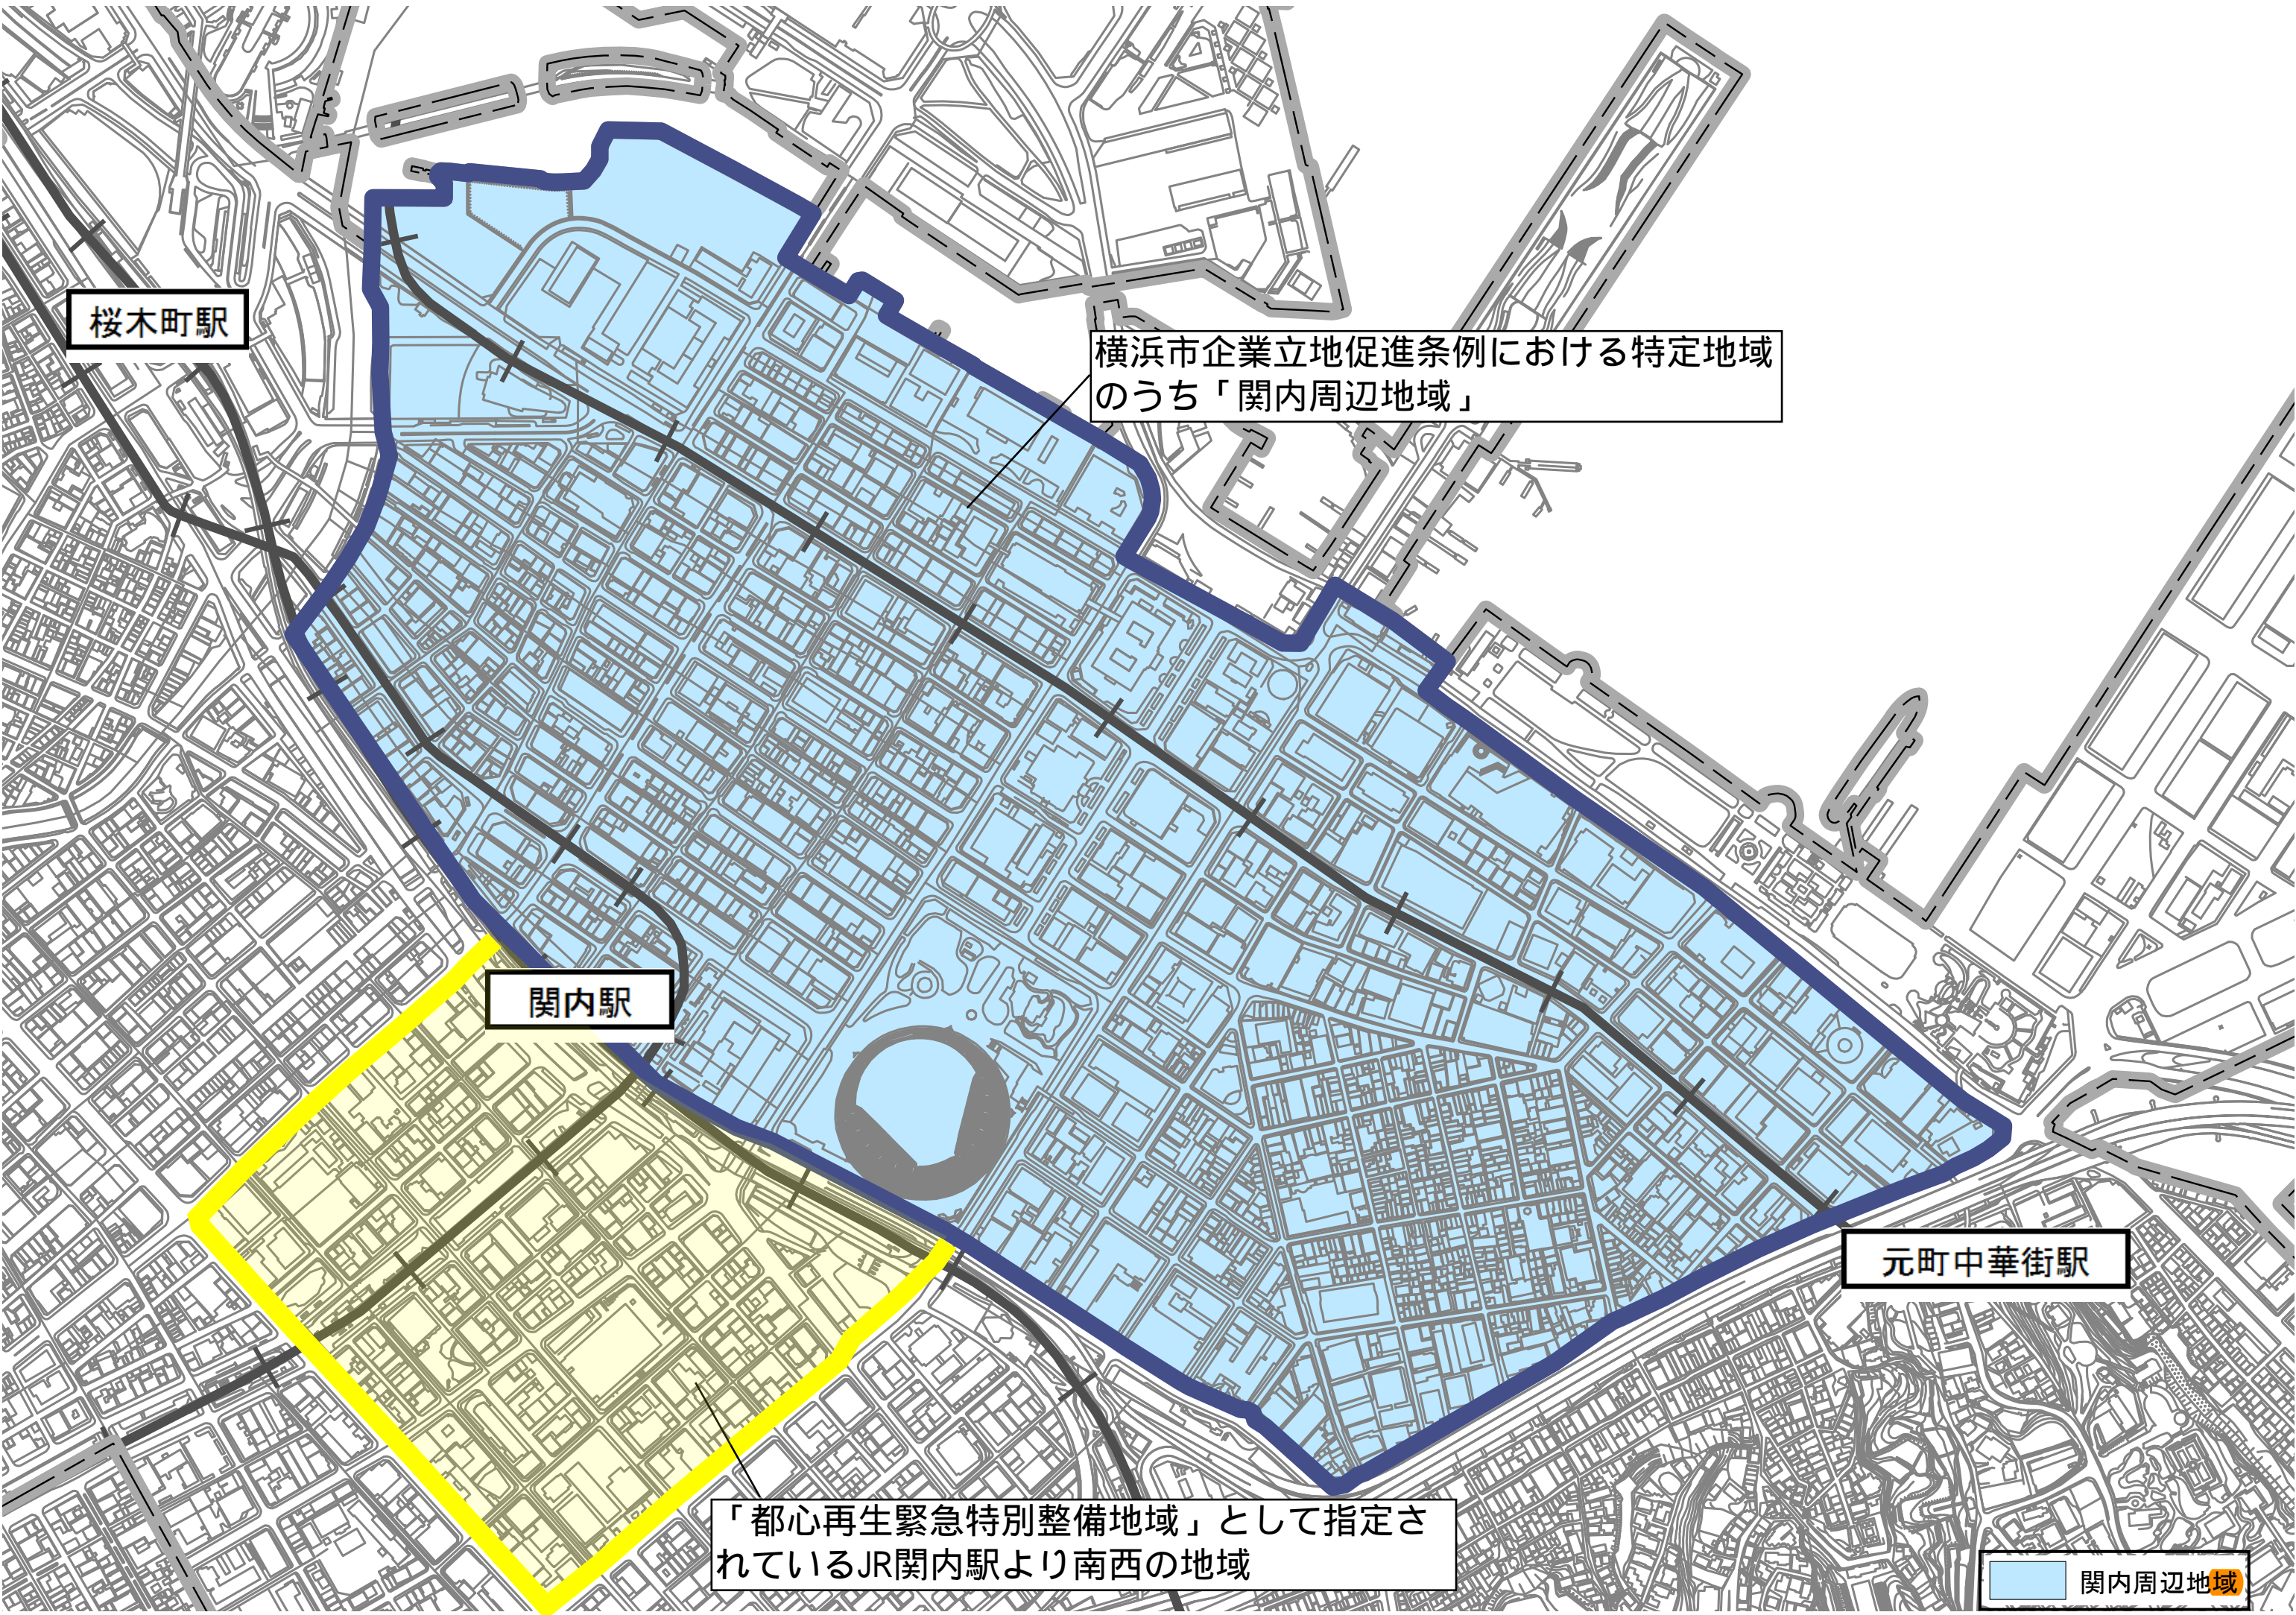 桜木町駅
横浜市企業立地促進条例における特定地域
のうち「関内周辺地域」
関内駅
元町中華街駅
「都心再生緊急特別整備地域」として指定さ
れているJR関内駅より南西の地域
関内周辺地域